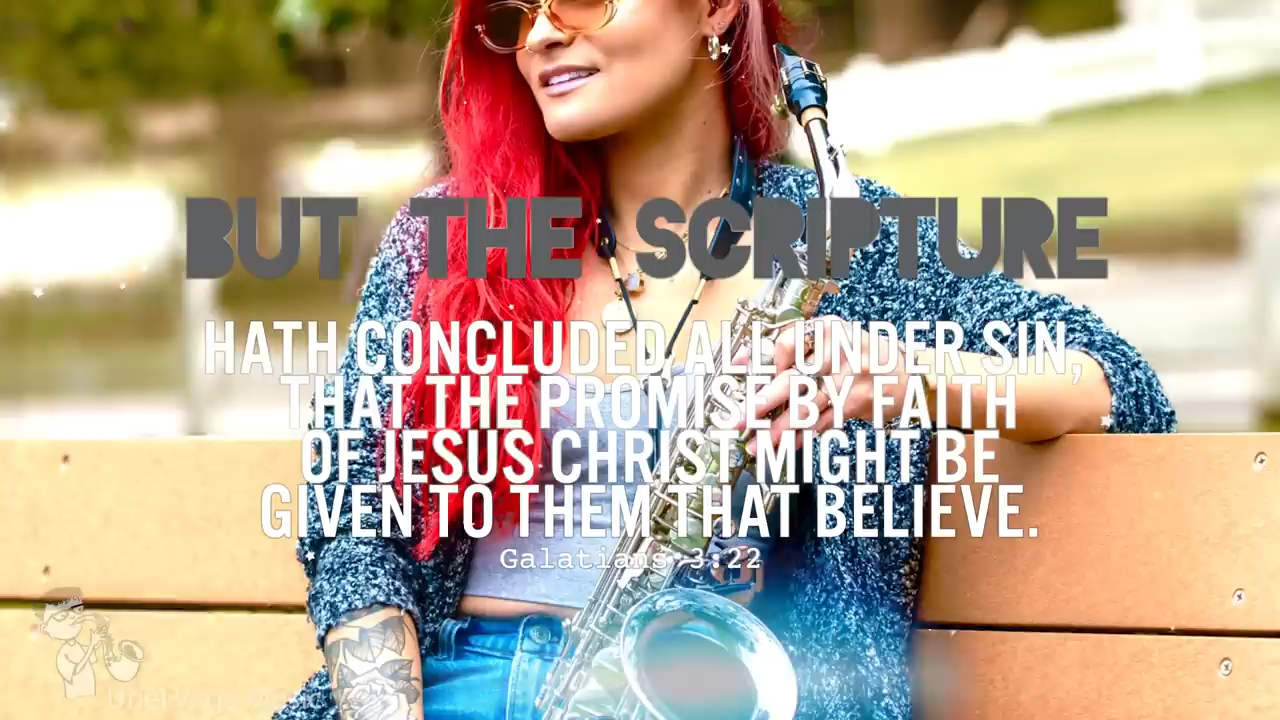 BUT THE SCRIPTURE
HATH CONCLUDED ALL UNDER SIN,
THAT THE PROMISE BY FAITH
OF JESUS CHRIST MIGHT BE
GIVEN TO THEM THAT BELIEVE.
Galatians 3:22